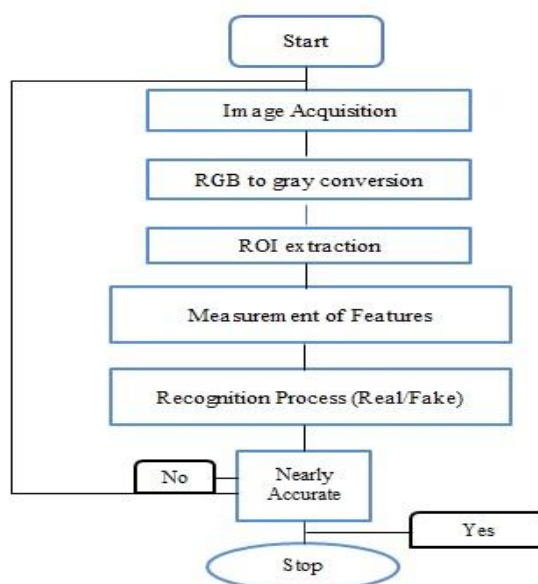 Start
Image Acquisition
RGB to gray conversion
ROI extraction
Measurement of Features
Recognition Process (Real/Fake)
No
Nearly
Accurate
Yes
Stop